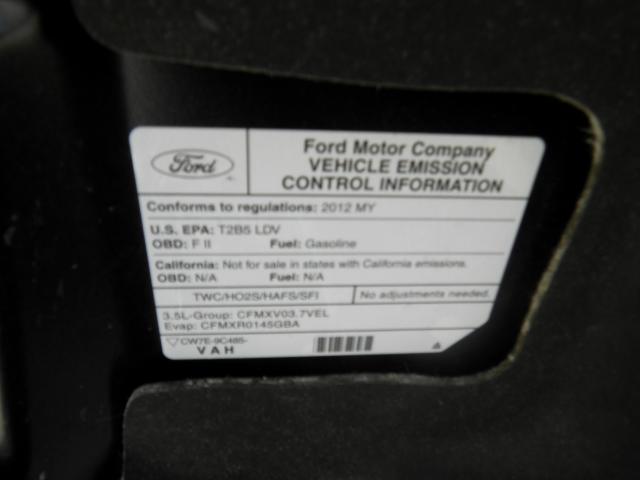 Ford
Ford Motor Company
VEHICLE EMISSION
CONTROL INFORMATION
Conforms to regulations: 2012 MY
U.S. EPA: T2B5 LDV
OBD: F II Fuel: Gasoline
California: Not for sale in states with California emissions.
OBD: N/A Fuel: N/A
TWC/HO2S/HAFS/SFI No adjustments needed.
3.5L-Group: CFMXV03.7VEL
Evap: CFMXR0145GBA
CW7E-9C485-
VAH